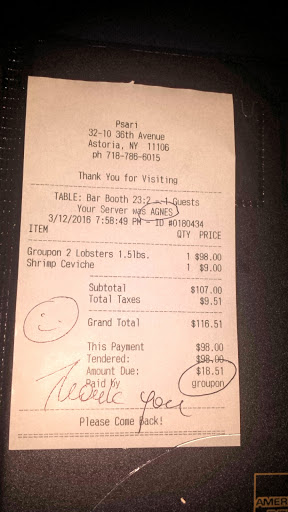 Psari
32-10 36th Avenue
Astoria, NY 11106
ph 718-786-6015
Thank You for Visiting
TABLE: Bar Booth 23:2 - 1 Guests
Your Server was AGNES
3/12/2016 7:58:49 PM - ID #0180434
ITEM QTY PRICE
Groupon 2 Lobsters 1.5lbs. 1 $98.00
Shrimp Ceviche 1 $9.00
Subtotal $107.00
Total Taxes $9.51
Grand Total $116.51
This Payment $98.00
Tendered: $98.00
Amount Due: $18.51
Paid by groupon
Thank you
Please Come Back!
AMER